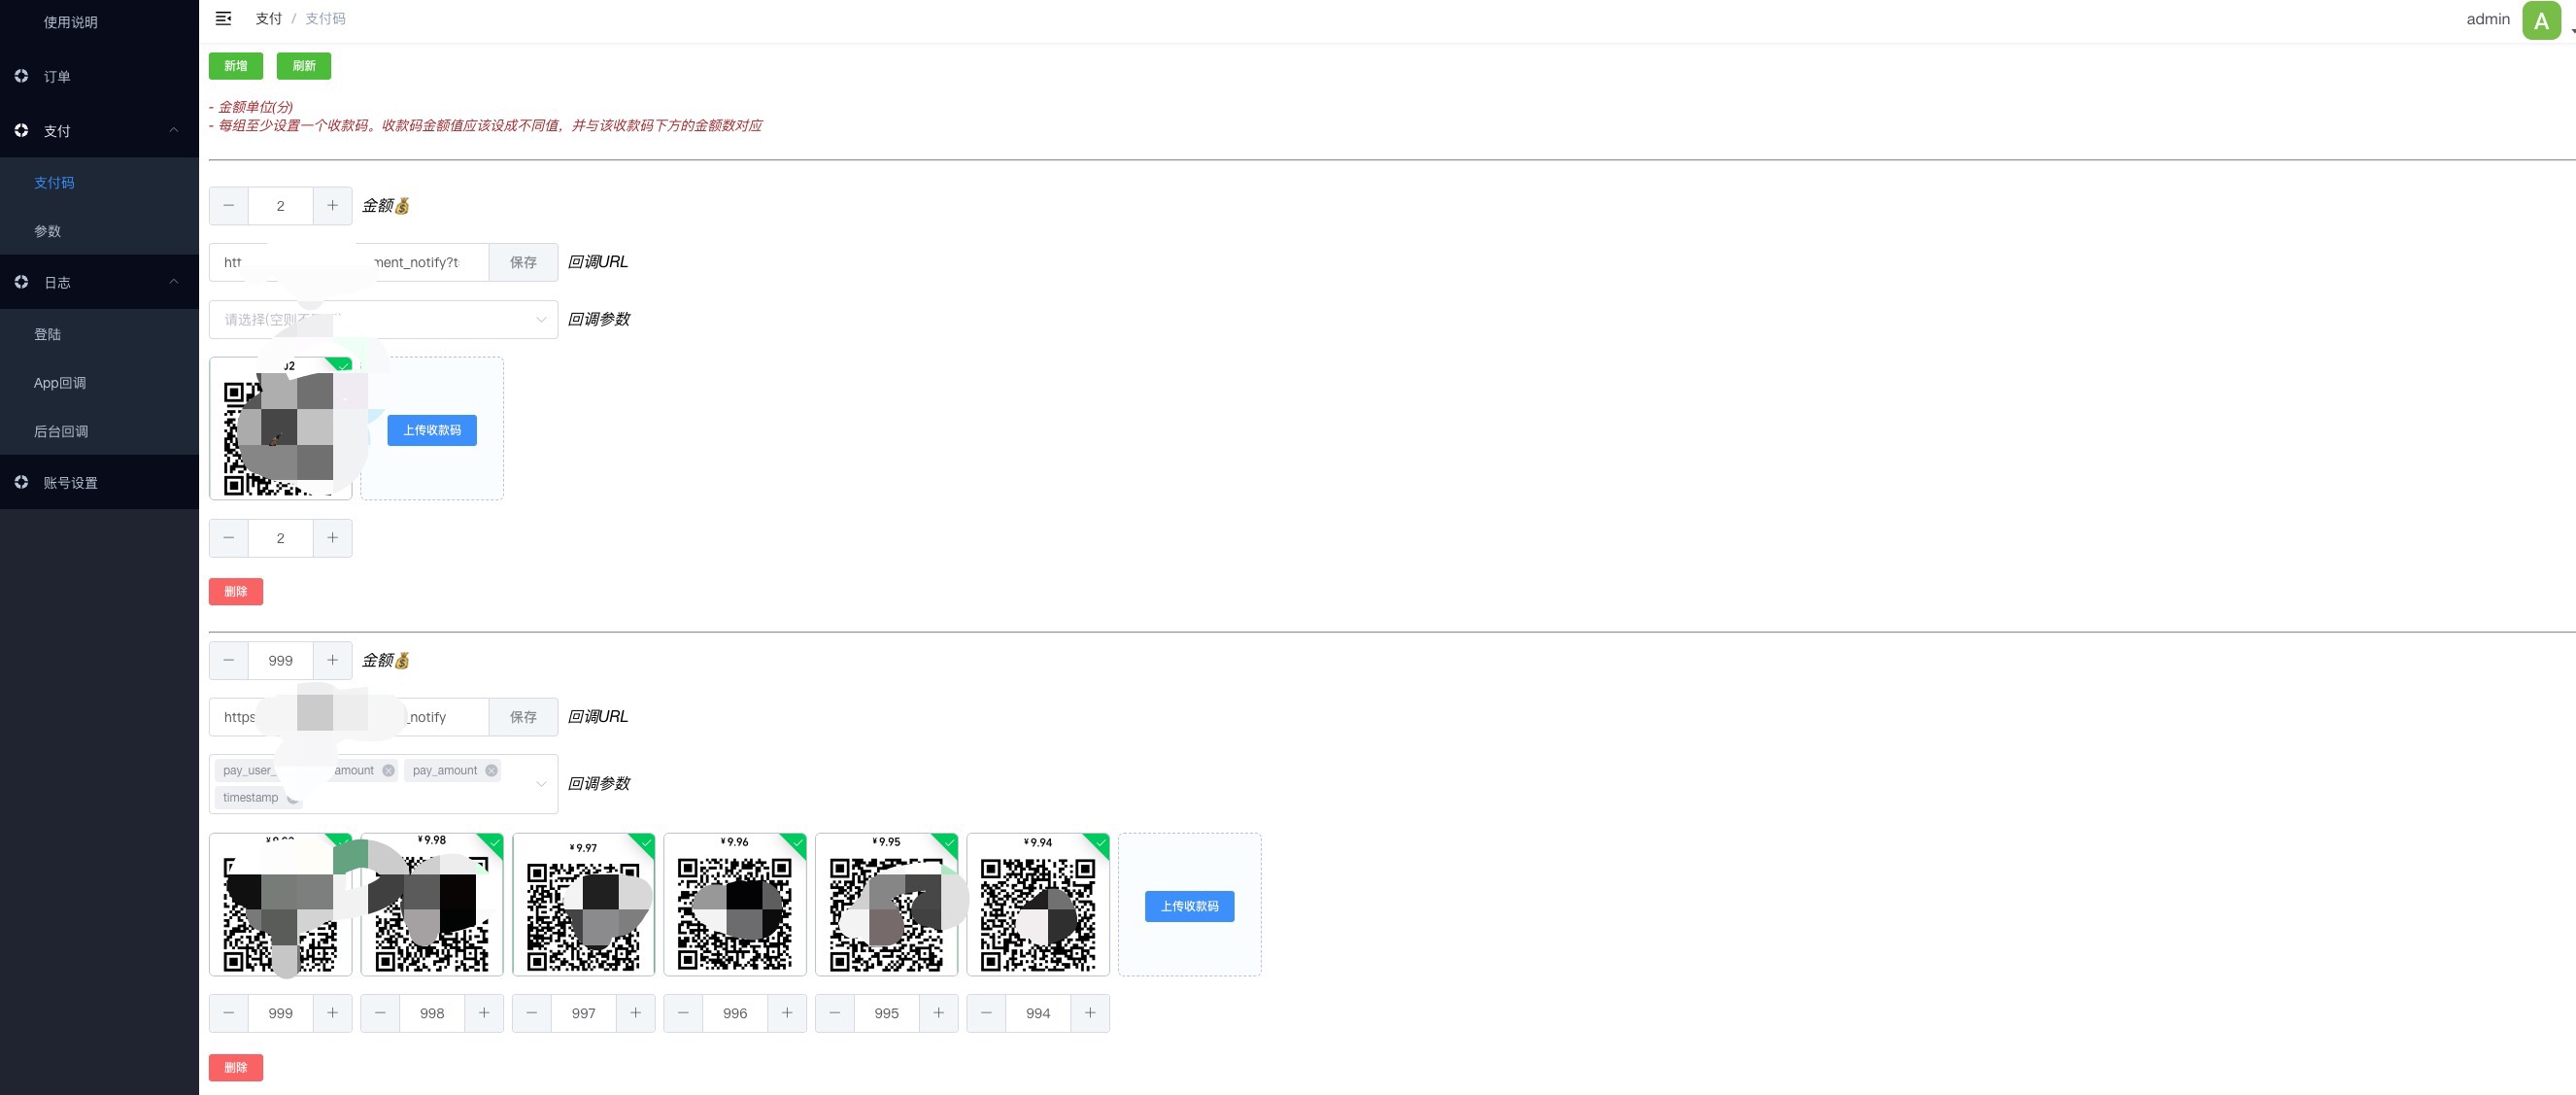 使用说明
订单
支付
支付码
参数
日志
登陆
App回调
后台回调
账号设置
支付 / 支付码
admin A
新增 刷新
- 金额单位(分)
- 每组至少设置一个收款码。收款码金额值应该设成不同值，并与该收款码下方的金额数对应
2 金额
htt ment_notify?t 保存 回调URL
请选择(空则 回调参数
上传收款码
2
删除
999 金额
https _notify 保存 回调URL
pay_user_ amount pay_amount
timestamp
回调参数
¥9.98 ¥9.97 ¥9.96 ¥9.95 ¥9.94
上传收款码
999 998 997 996 995 994
删除